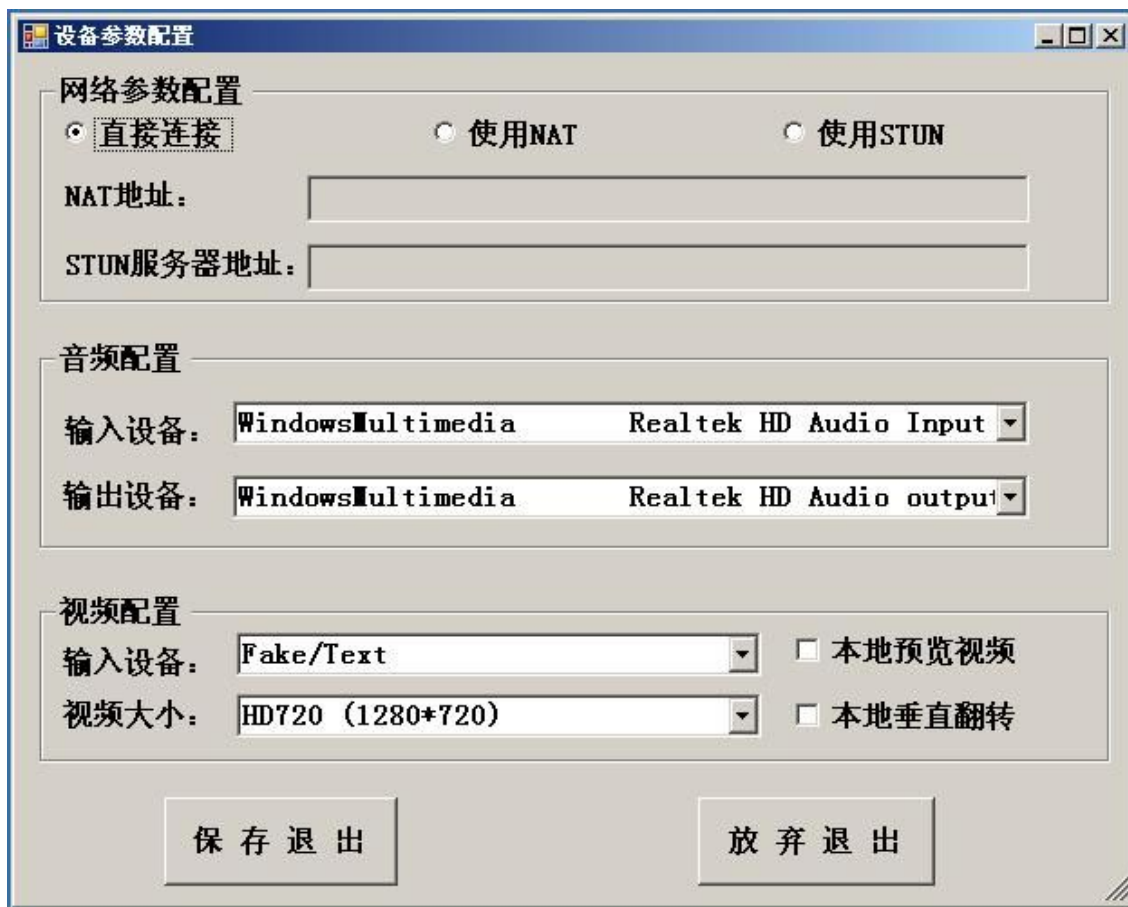 设备参数配置
网络参数配置
直接连接 使用NAT 使用STUN
NAT地址：
STUN服务器地址：
音频配置
输入设备： WindowsMultimedia Realtek HD Audio Input
输出设备： WindowsMultimedia Realtek HD Audio output
视频配置
输入设备： Fake/Text 本地预览视频
视频大小： HD720 (1280*720) 本地垂直翻转
保存退出 放弃退出